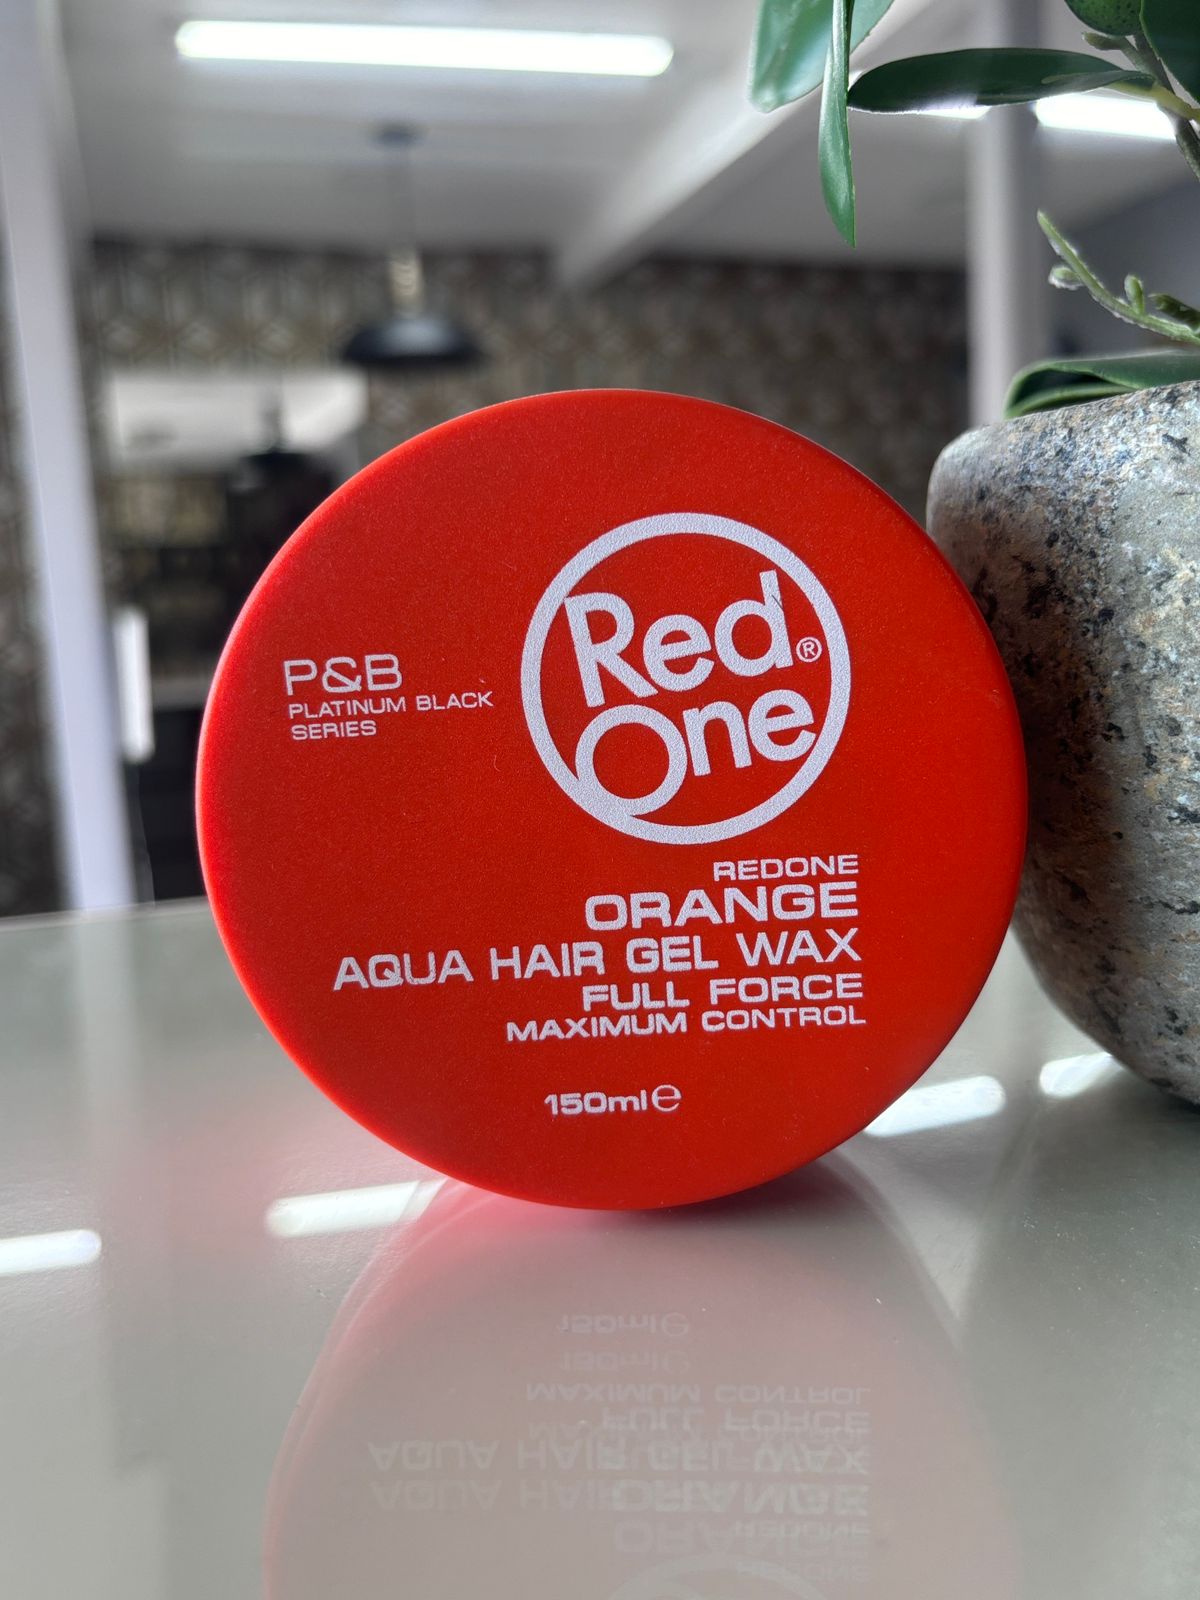 P&B
PLATINUM BLACK
SERIES
Red
One®
REDONE
ORANGE
AQUA HAIR GEL WAX
FULL FORCE
MAXIMUM CONTROL
150ml℮